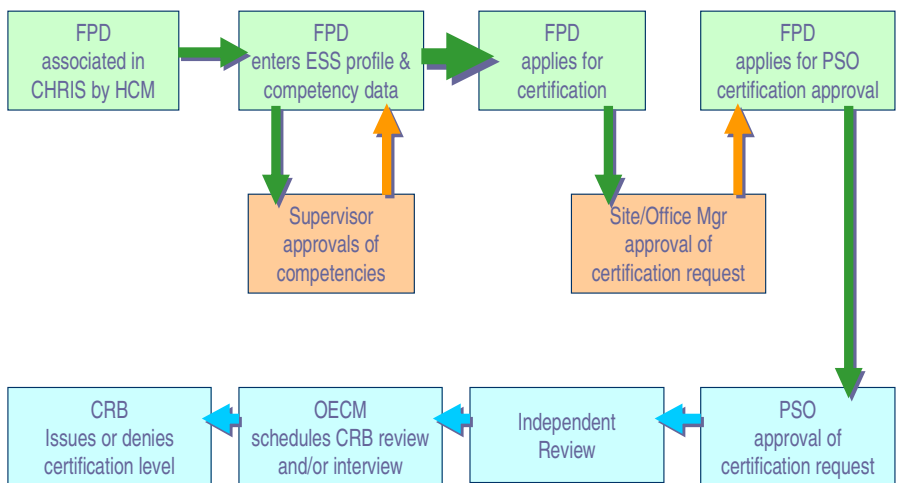 FPD
associated in
CHRIS by HCM
FPD
enters ESS profile &
competency data
FPD
applies for
certification
FPD
applies for PSO
certification approval
Supervisor
approvals of
competencies
Site/Office Mgr
approval of
certification request
CRB
Issues or denies
certification level
OECM
schedules CRB review
and/or interview
Independent
Review
PSO
approval of
certification request